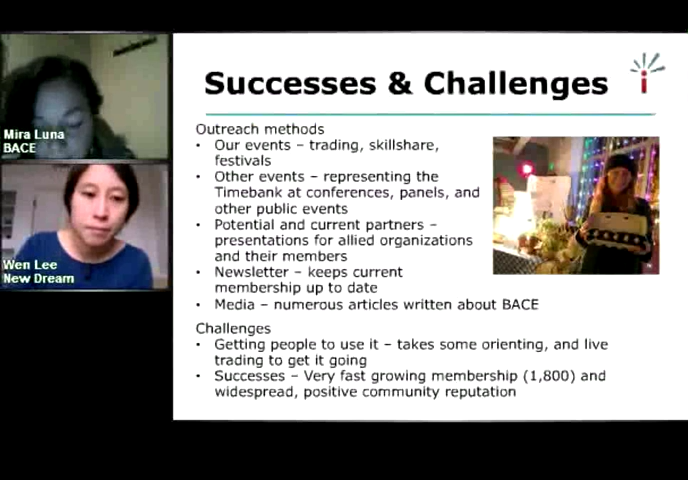 Successes & Challenges
Outreach methods
• Our events – trading, skillshare,
festivals
• Other events – representing the
Timebank at conferences, panels, and
other public events
• Potential and current partners –
presentations for allied organizations
and their members
• Newsletter – keeps current
membership up to date
• Media – numerous articles written about BACE
Challenges
• Getting people to use it – takes some orienting, and live
trading to get it going
• Successes – Very fast growing membership (1,800) and
widespread, positive community reputation
Mira Luna
BACE
Wen Lee
New Dream